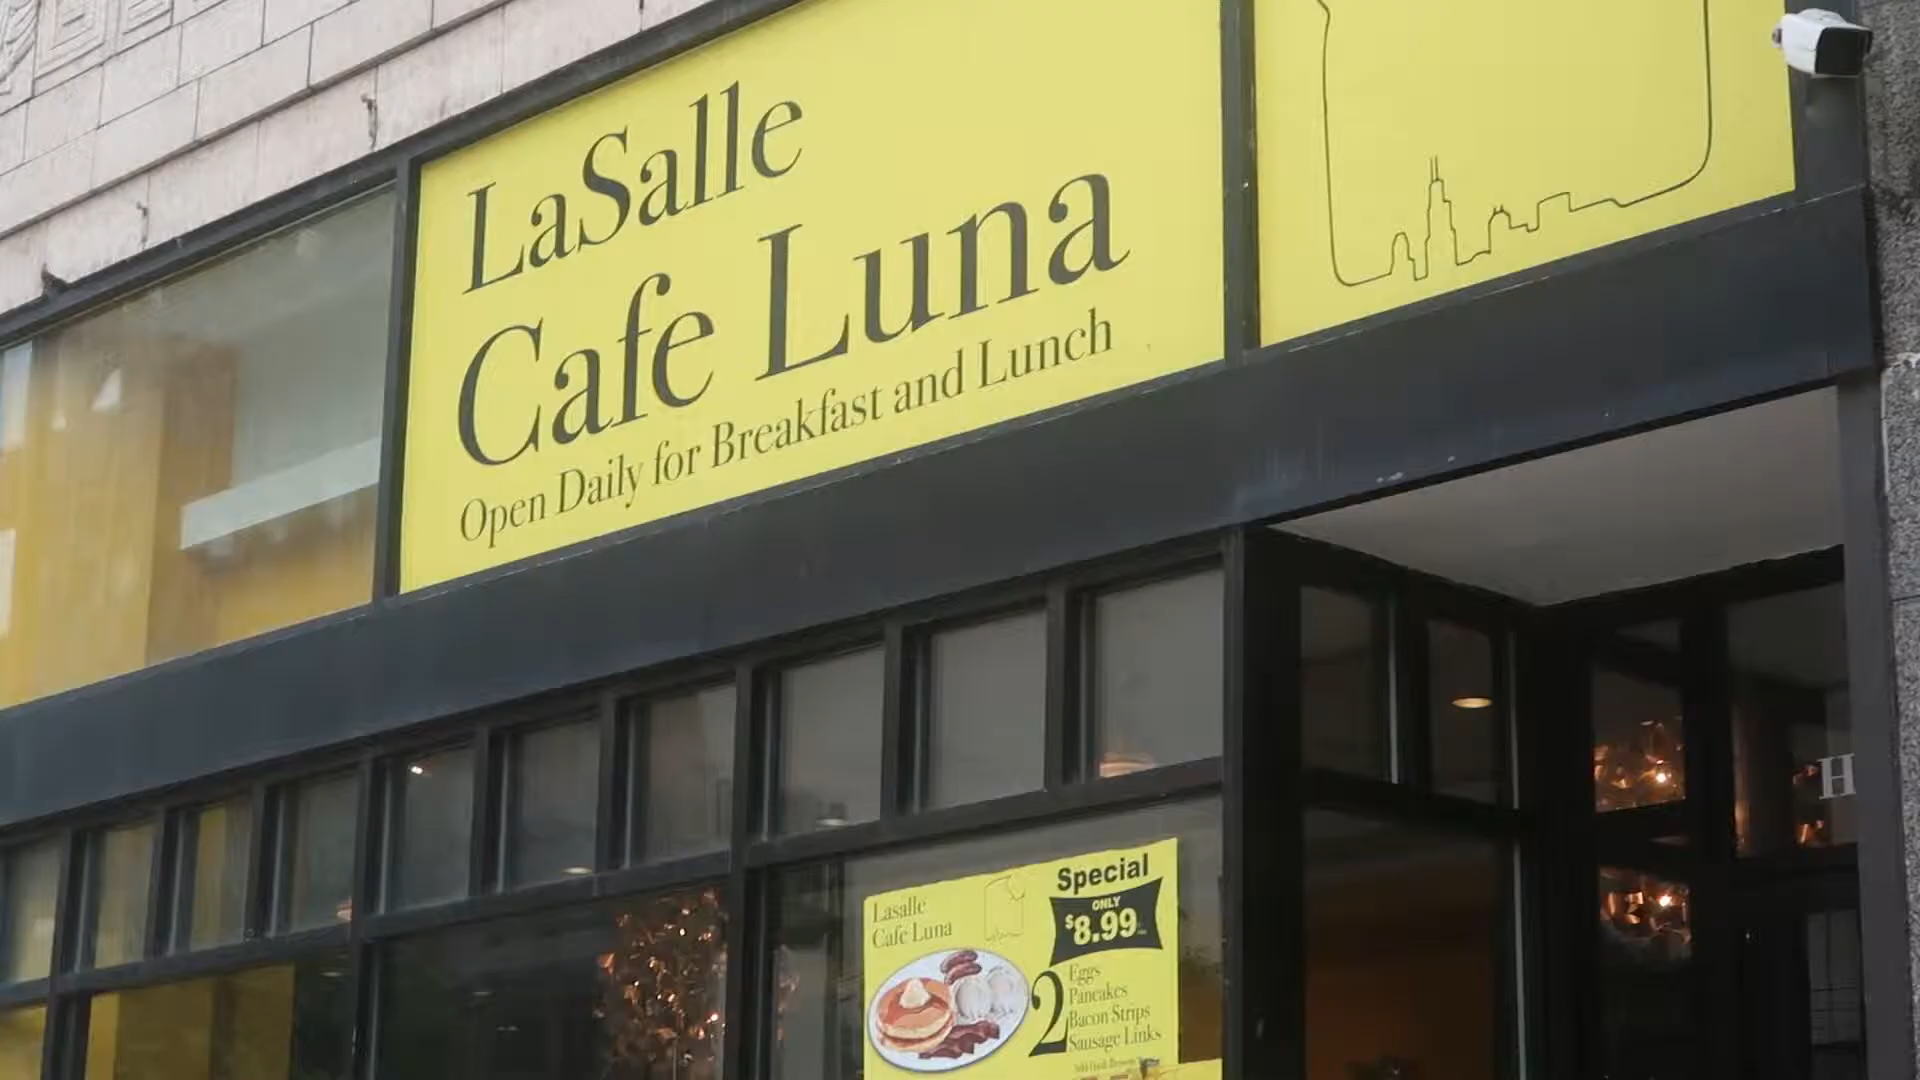 LaSalle
Cafe Luna
Open Daily for Breakfast and Lunch
H
Lasalle
Cafe Luna
Special
ONLY
$8.99
2
Eggs
Pancakes
Bacon Strips
Sausage Links